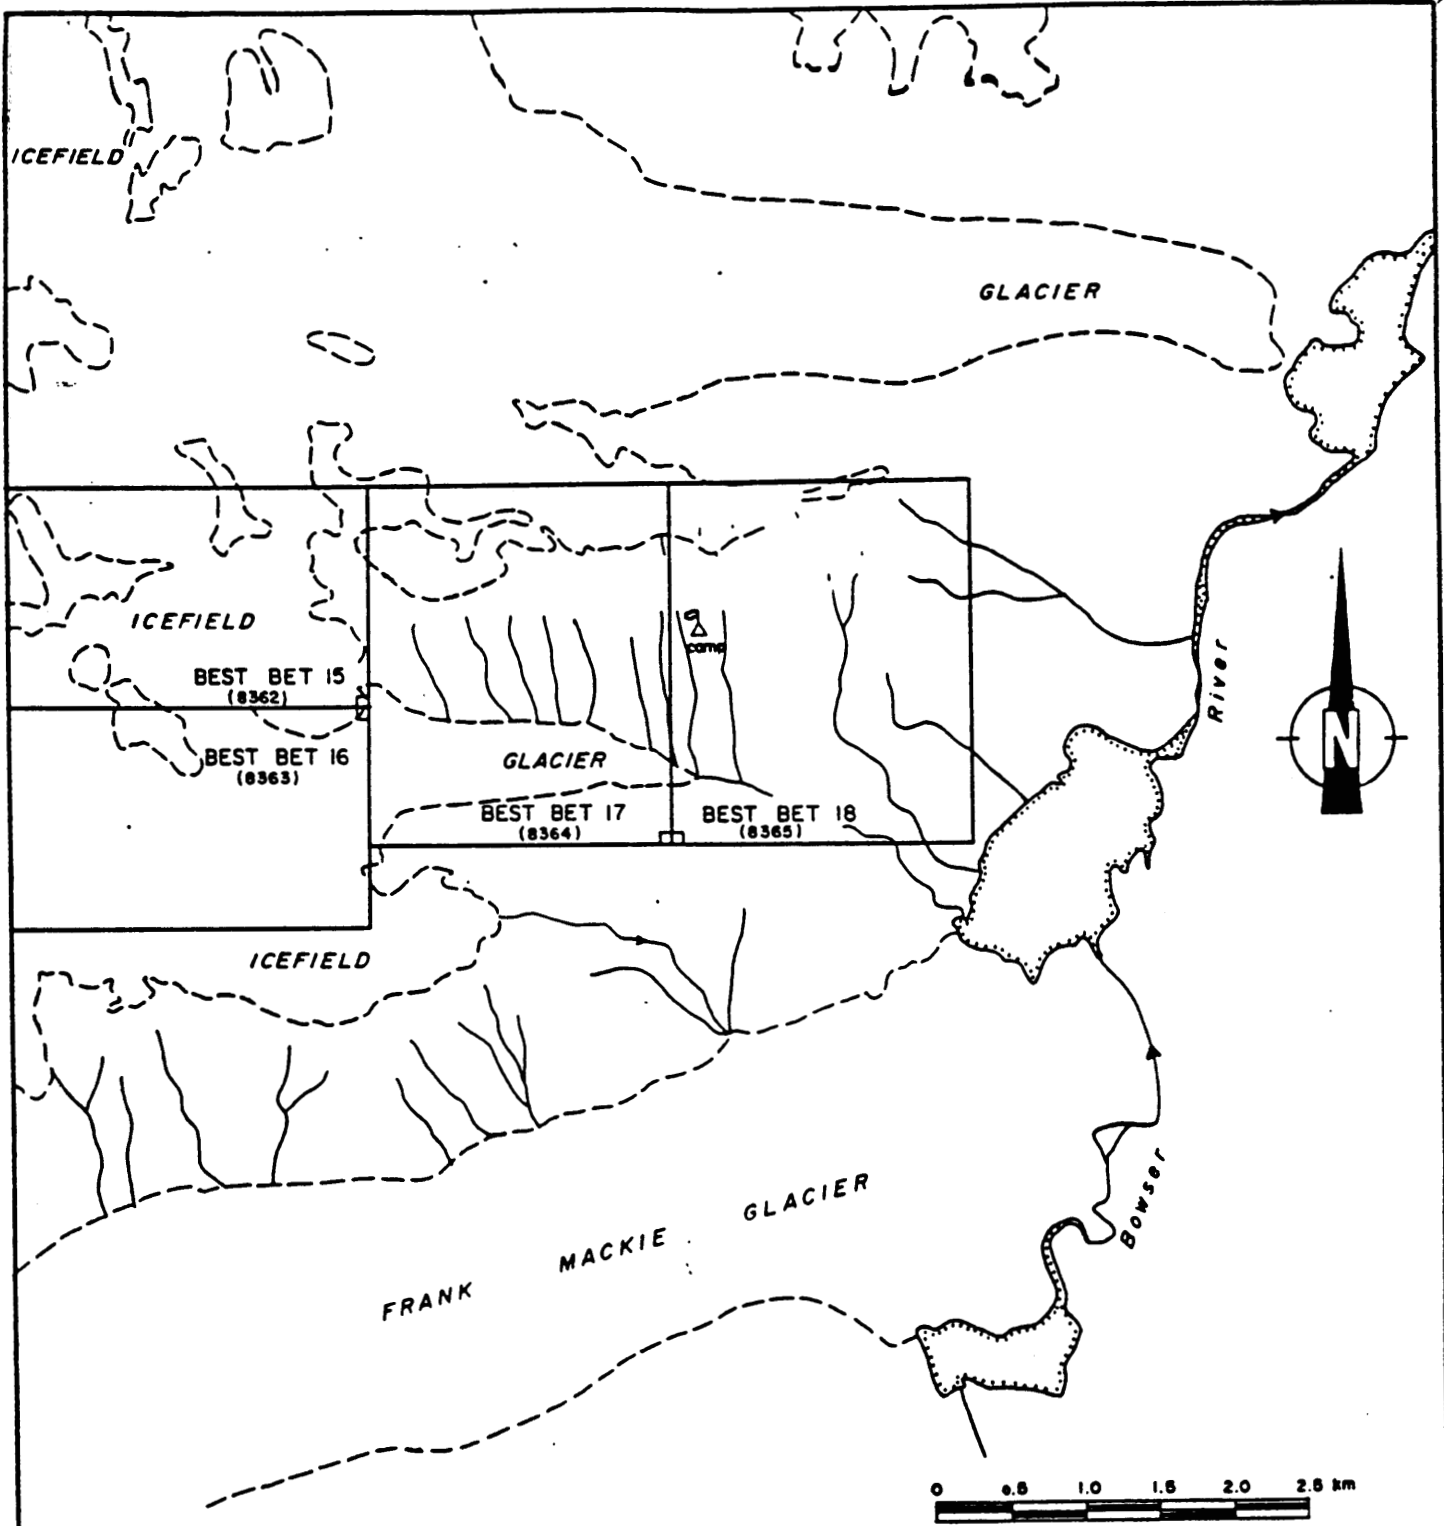 ICEFIELD
GLACIER
camp
ICEFIELD
River
BEST BET 15
(8362)
N
BEST BET 16
(8363)
GLACIER
BEST BET 17
(8364)
BEST BET 18
(8365)
ICEFIELD
Bowser
FRANK MACKIE GLACIER
0 0.5 1.0 1.5 2.0 2.5 km